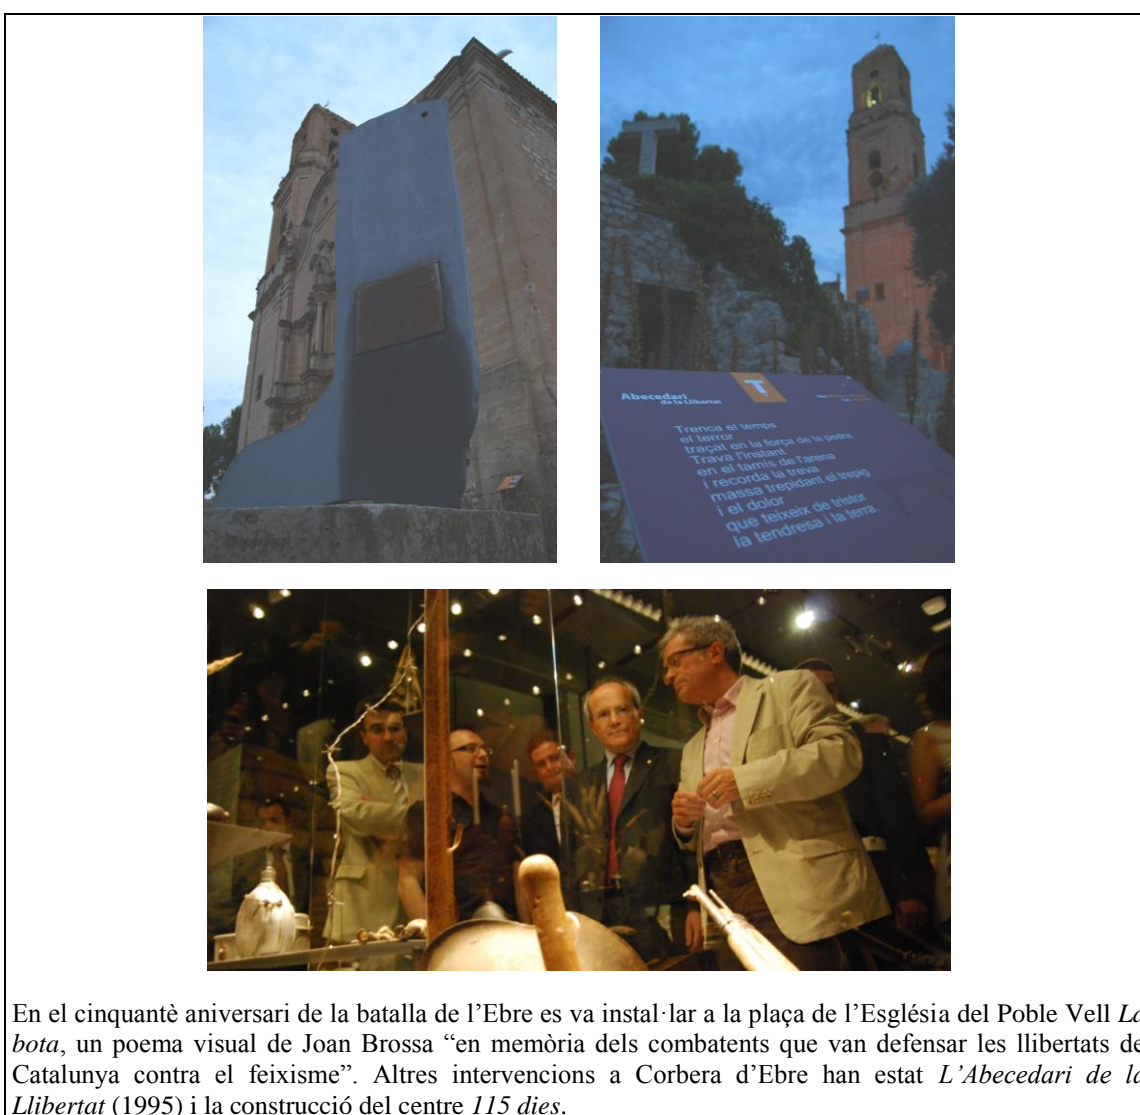 Abecedari
de la Llibertat
T
Trenca el temps
el terror
traçat en la força de la pedra.
Trava l'instant
en el tamís de l'arena
i recorda la treva
massa trepidant el trepig
i el dolor
que teixeix de tristor
la tendresa i la terra.
En el cinquantè aniversari de la batalla de l’Ebre es va instal·lar a la plaça de l’Església del Poble Vell La
bota, un poema visual de Joan Brossa “en memòria dels combatents que van defensar les llibertats de
Catalunya contra el feixisme”. Altres intervencions a Corbera d’Ebre han estat L’Abecedari de la
Llibertat (1995) i la construcció del centre 115 dies.